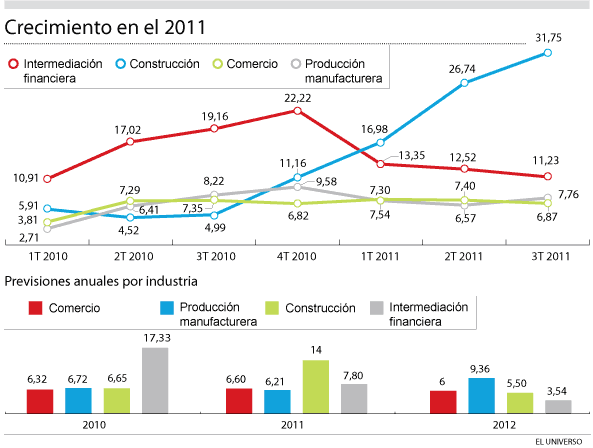 Crecimiento en el 2011
Intermediación financiera
Construcción
Comercio
Producción manufacturera
31,75
26,74
22,22
19,16
17,02
16,98
13,35
12,52
11,23
10,91
11,16
5,91
7,29
8,22
9,58
7,30
7,40
7,76
3,81
6,41
7,35
2,71
4,52
4,99
6,82
7,54
6,57
6,87
1T 2010
2T 2010
3T 2010
4T 2010
1T 2011
2T 2011
3T 2011
Previsiones anuales por industria
Comercio
Producción manufacturera
Construcción
Intermediación financiera
6,32
6,72
6,65
17,33
6,60
6,21
14
7,80
6
9,36
5,50
3,54
2010
2011
2012
EL UNIVERSO